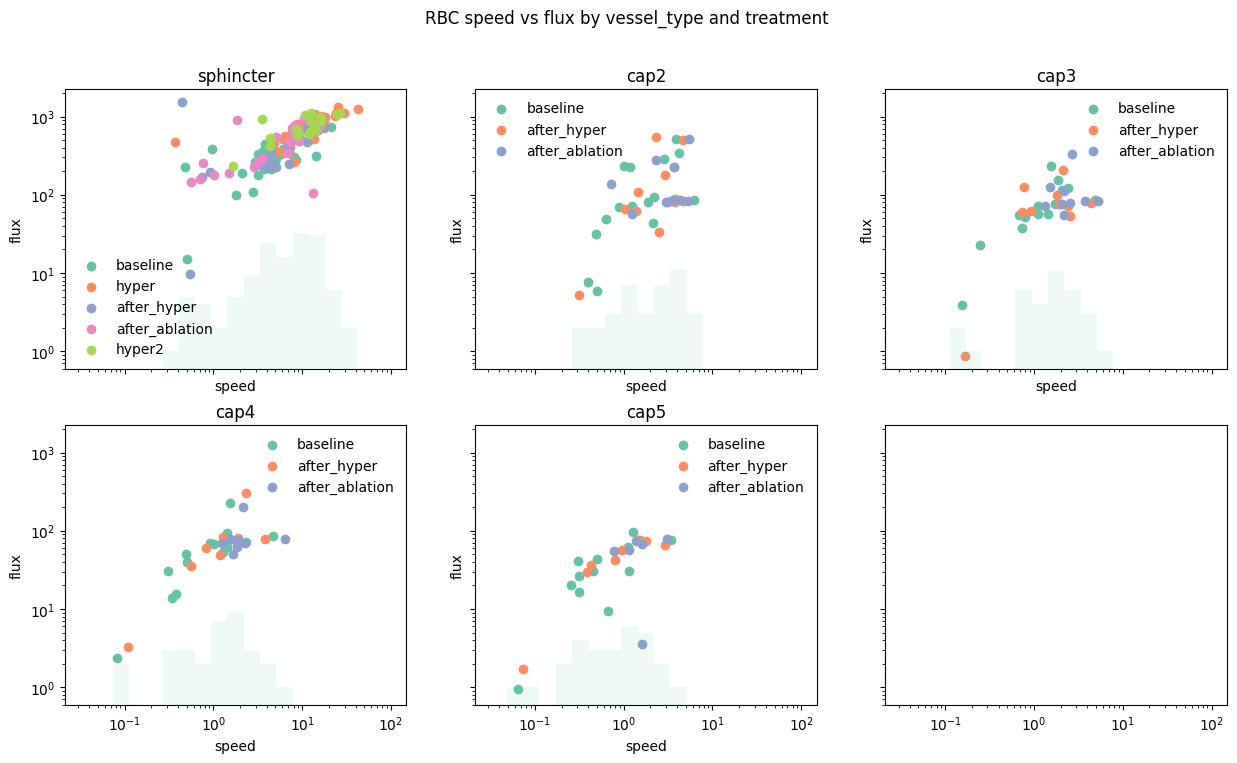 RBC speed vs flux by vessel_type and treatment
sphincter
cap2
cap3
10³
10²
10¹
10⁰
flux
baseline
hyper
after_hyper
after_ablation
hyper2
speed
flux
baseline
after_hyper
after_ablation
speed
flux
baseline
after_hyper
after_ablation
speed
cap4
cap5
10³
10²
10¹
10⁰
flux
baseline
after_hyper
after_ablation
10⁻¹ 10⁰ 10¹ 10²
speed
flux
baseline
after_hyper
after_ablation
10⁻¹ 10⁰ 10¹ 10²
speed
10⁻¹ 10⁰ 10¹ 10²